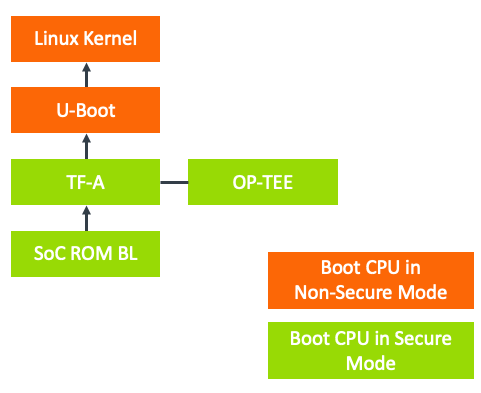 Linux Kernel
U-Boot
TF-A
OP-TEE
SoC ROM BL
Boot CPU in
Non-Secure Mode
Boot CPU in Secure
Mode